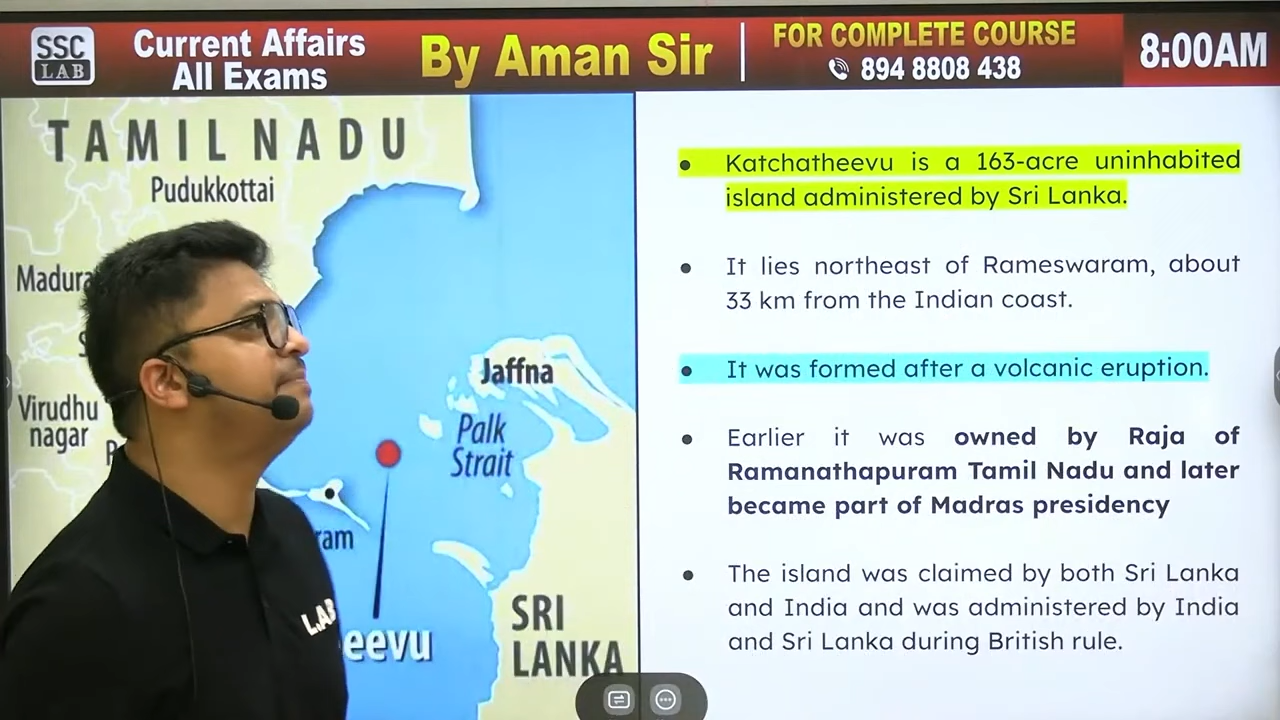 SSC
LAB
Current Affairs
All Exams
By Aman Sir
FOR COMPLETE COURSE
894 8808 438
8:00AM
TAMIL NADU
Pudukkottai
Madura
Virudhu
nagar
Jaffna
Palk
Strait
ram
eevu
SRI
LANKA
LAB
• Katchatheevu is a 163-acre uninhabited
island administered by Sri Lanka.
• It lies northeast of Rameswaram, about
33 km from the Indian coast.
• It was formed after a volcanic eruption.
• Earlier it was owned by Raja of
Ramanathapuram Tamil Nadu and later
became part of Madras presidency
• The island was claimed by both Sri Lanka
and India and was administered by India
and Sri Lanka during British rule.